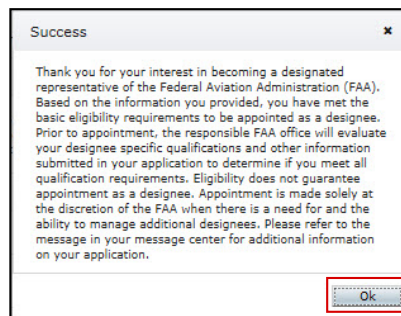 Success
Thank you for your interest in becoming a designated
representative of the Federal Aviation Administration (FAA).
Based on the information you provided, you have met the
basic eligibility requirements to be appointed as a designee.
Prior to appointment, the responsible FAA office will evaluate
your designee specific qualifications and other information
submitted in your application to determine if you meet all
qualification requirements. Eligibility does not guarantee
appointment as a designee. Appointment is made solely at
the discretion of the FAA when there is a need for and the
ability to manage additional designees. Please refer to the
message in your message center for additional information
on your application.
Ok